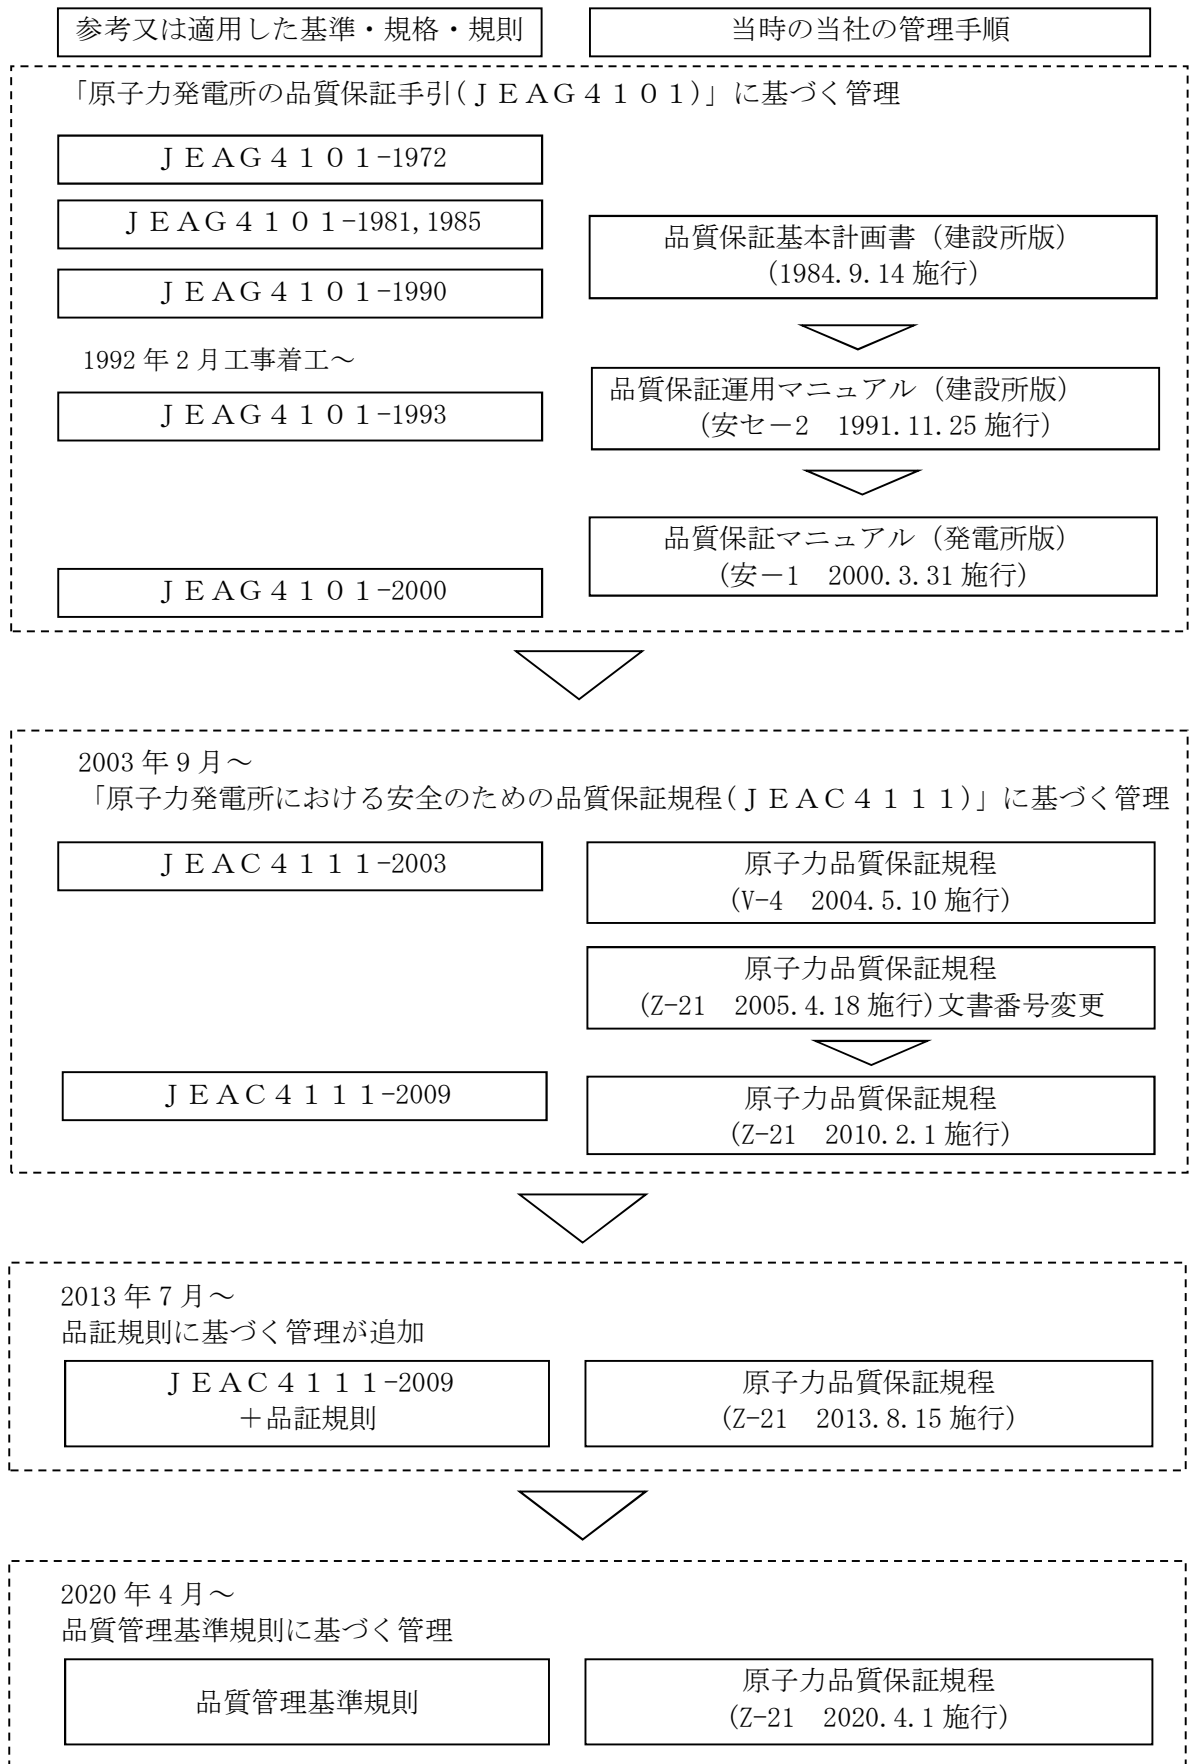 参考又は適用した基準・規格・規則
当時の当社の管理手順
「原子力発電所の品質保証手引(ＪＥＡＧ４１０１)」に基づく管理
ＪＥＡＧ４１０１-1972
ＪＥＡＧ４１０１-1981,1985
品質保証基本計画書（建設所版）
(1984.9.14 施行)
ＪＥＡＧ４１０１-1990
1992 年 2 月工事着工～
品質保証運用マニュアル（建設所版）
(安セ－2　1991.11.25 施行)
ＪＥＡＧ４１０１-1993
品質保証マニュアル（発電所版）
(安－1　2000.3.31 施行)
ＪＥＡＧ４１０１-2000
2003 年 9 月～
「原子力発電所における安全のための品質保証規程(ＪＥＡＣ４１１１)」に基づく管理
ＪＥＡＣ４１１１-2003
原子力品質保証規程
(V-4　2004.5.10 施行)
原子力品質保証規程
(Z-21　2005.4.18 施行)文書番号変更
ＪＥＡＣ４１１１-2009
原子力品質保証規程
(Z-21　2010.2.1 施行)
2013 年 7 月～
品証規則に基づく管理が追加
ＪＥＡＣ４１１１-2009
＋品証規則
原子力品質保証規程
(Z-21　2013.8.15 施行)
2020 年 4 月～
品質管理基準規則に基づく管理
品質管理基準規則
原子力品質保証規程
(Z-21　2020.4.1 施行)